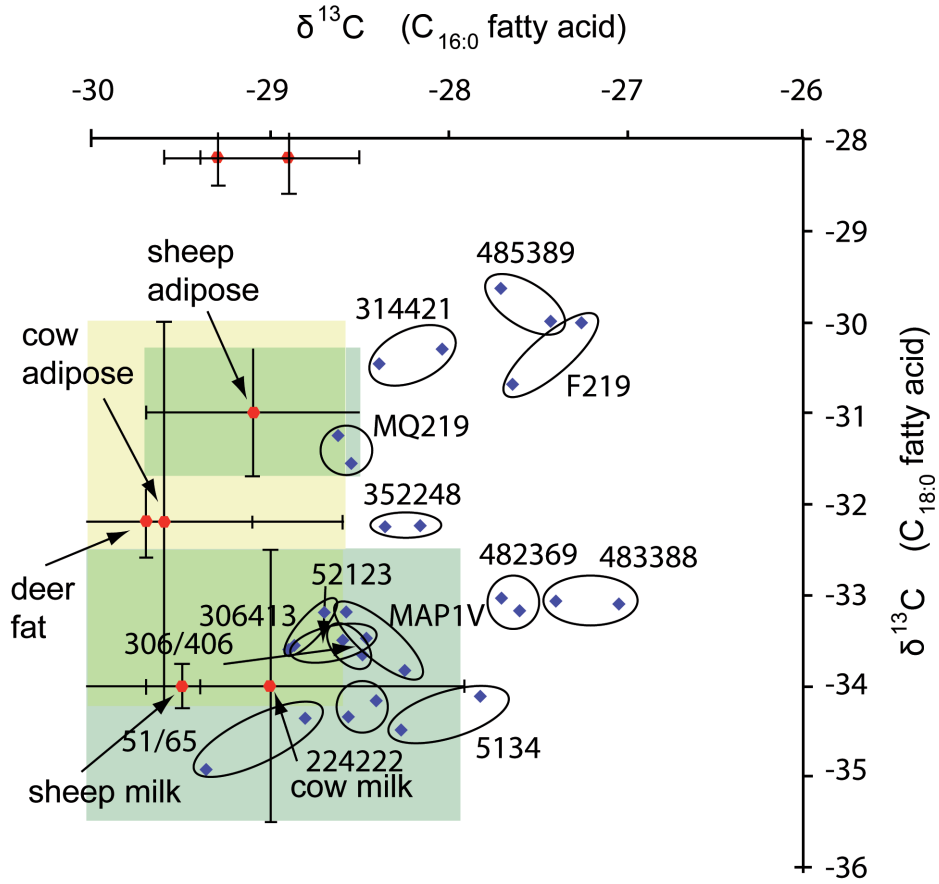 δ¹³C (C₁₆:₀ fatty acid)
-30 -29 -28 -27 -26
-28
-29
-30
-31
-32
-33
-34
-35
-36
δ¹³C (C₁₈:₀ fatty acid)
sheep
adipose
cow
adipose
deer
fat
485389
314421
F219
MQ219
352248
482369
483388
52123
306413
MAP1V
306/406
51/65
224222
5134
sheep milk
cow milk